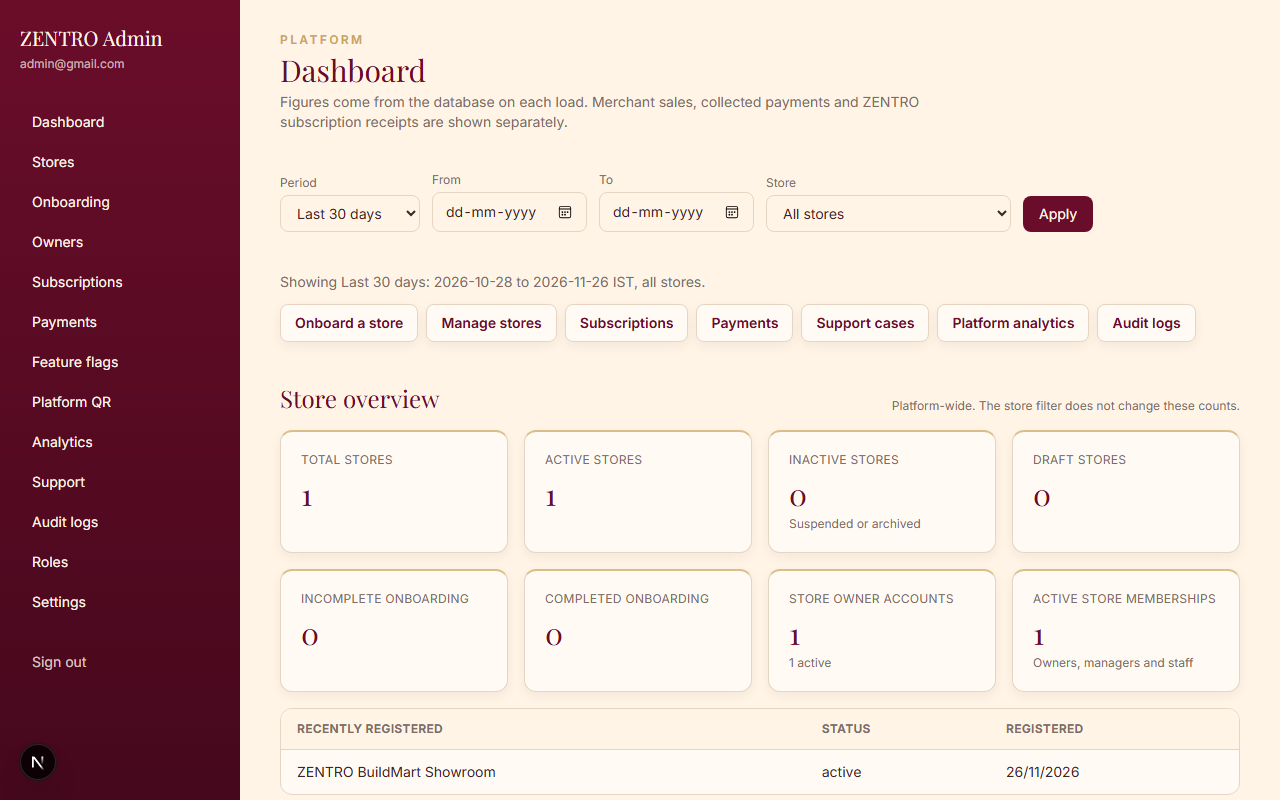 ZENTRO Admin
admin@gmail.com
Dashboard
Stores
Onboarding
Owners
Subscriptions
Payments
Feature flags
Platform QR
Analytics
Support
Audit logs
Roles
Settings
Sign out
N
PLATFORM
Dashboard
Figures come from the database on each load. Merchant sales, collected payments and ZENTRO
subscription receipts are shown separately.
Period From To Store
Last 30 days dd-mm-yyyy dd-mm-yyyy All stores Apply
Showing Last 30 days: 2026-10-28 to 2026-11-26 IST, all stores.
Onboard a store Manage stores Subscriptions Payments Support cases Platform analytics Audit logs
Store overview Platform-wide. The store filter does not change these counts.
TOTAL STORES ACTIVE STORES INACTIVE STORES DRAFT STORES
1 1 0 0
Suspended or archived
INCOMPLETE ONBOARDING COMPLETED ONBOARDING STORE OWNER ACCOUNTS ACTIVE STORE MEMBERSHIPS
0 0 1 1
1 active Owners, managers and staff
RECENTLY REGISTERED STATUS REGISTERED
ZENTRO BuildMart Showroom active 26/11/2026